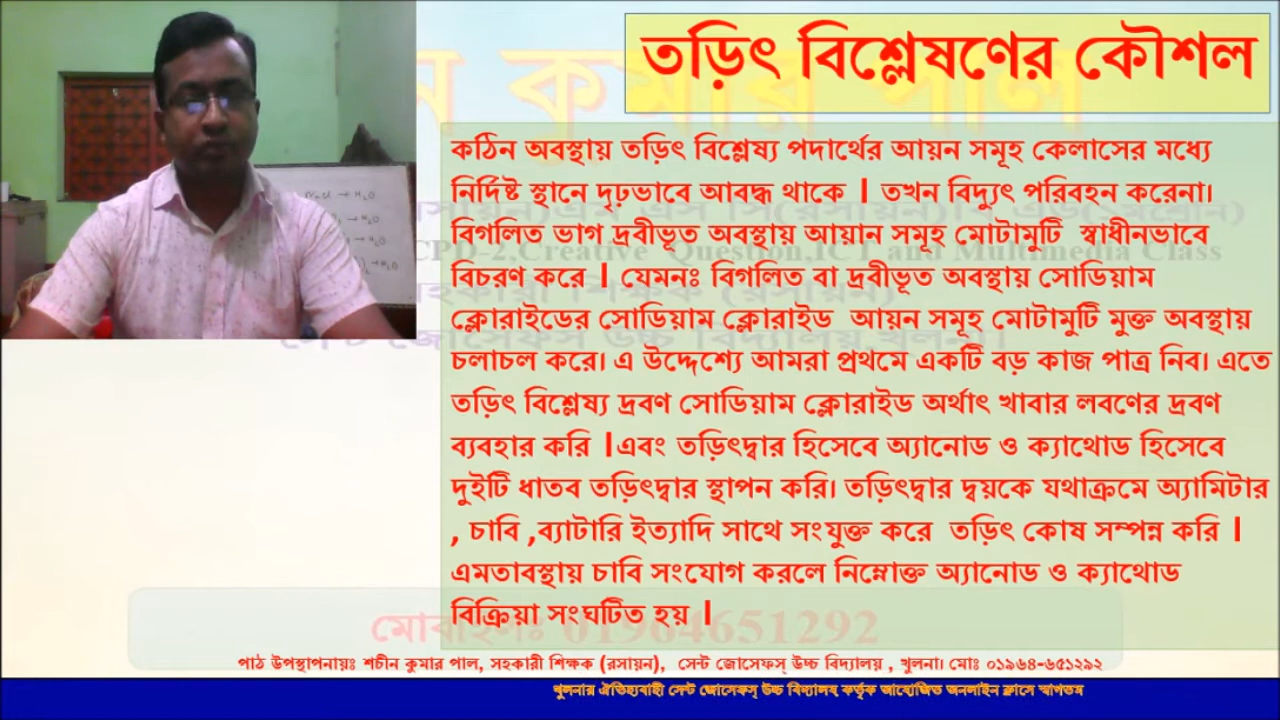 তড়িৎ বিশ্লেষণের কৌশল
কঠিন অবস্থায় তড়িৎ বিশ্লেষ্য পদার্থের আয়ন সমূহ কেলাসের মধ্যে
নির্দিষ্ট স্থানে দৃঢ়ভাবে আবদ্ধ থাকে । তখন বিদ্যুৎ পরিবহন করেনা।
বিগলিত ভাগ দ্রবীভূত অবস্থায় আয়ান সমূহ মোটামুটি স্বাধীনভাবে
বিচরণ করে । যেমনঃ বিগলিত বা দ্রবীভূত অবস্থায় সোডিয়াম
ক্লোরাইডের সোডিয়াম ক্লোরাইড আয়ন সমূহ মোটামুটি মুক্ত অবস্থায়
চলাচল করে। এ উদ্দেশ্যে আমরা প্রথমে একটি বড় কাজ পাত্র নিব। এতে
তড়িৎ বিশ্লেষ্য দ্রবণ সোডিয়াম ক্লোরাইড অর্থাৎ খাবার লবণের দ্রবণ
ব্যবহার করি ।এবং তড়িৎদ্বার হিসেবে অ্যানোড ও ক্যাথোড হিসেবে
দুইটি ধাতব তড়িৎদ্বার স্থাপন করি। তড়িৎদ্বার দ্বয়কে যথাক্রমে অ্যামিটার
, চাবি ,ব্যাটারি ইত্যাদি সাথে সংযুক্ত করে তড়িৎ কোষ সম্পন্ন করি ।
এমতাবস্থায় চাবি সংযোগ করলে নিম্নোক্ত অ্যানোড ও ক্যাথোড
বিক্রিয়া সংঘটিত হয় ।
মোবাইলঃ 01964651292
পাঠ উপস্থাপনায়ঃ শচীন কুমার পাল, সহকারী শিক্ষক (রসায়ন), সেন্ট জোসেফস্ উচ্চ বিদ্যালয় , খুলনা। মোঃ ০১৯৬৪-৬৫১২৯২
খুলনার ঐতিহ্যবাহী সেন্ট জোসেফস্ উচ্চ বিদ্যালয় কর্তৃক আয়োজিত অনলাইন ক্লাসে স্বাগতম